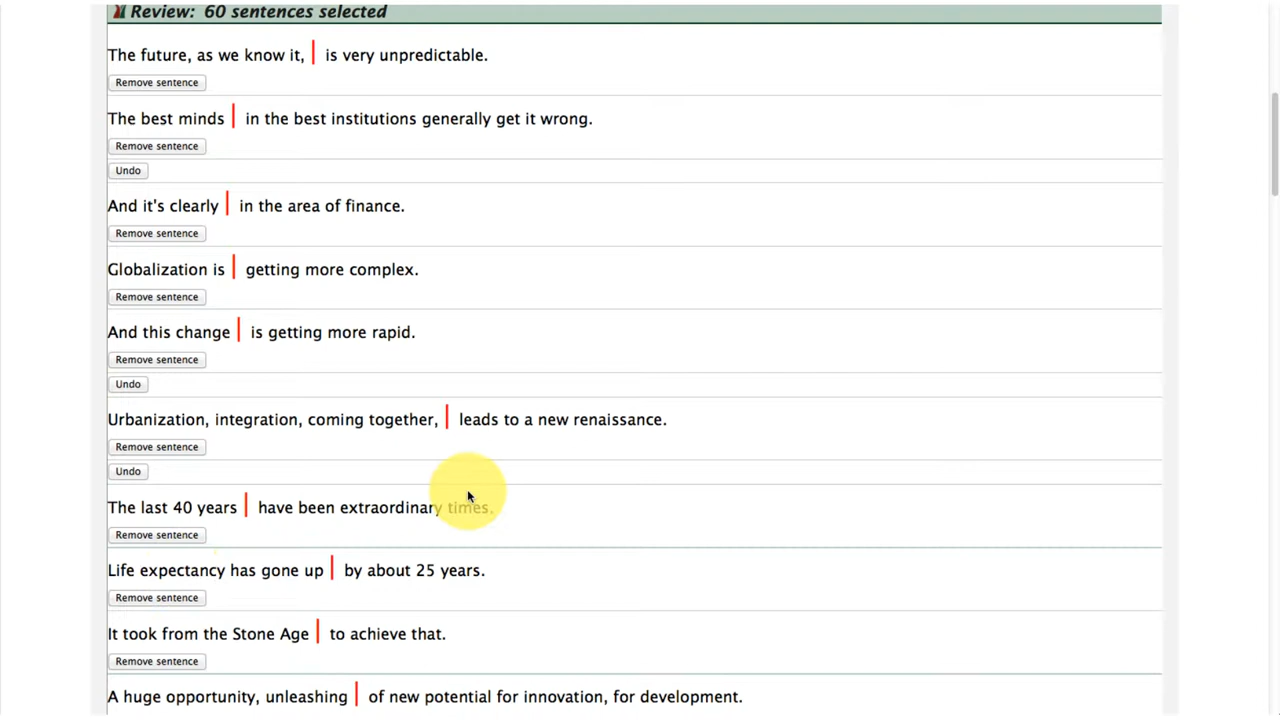 Review: 60 sentences selected
The future, as we know it, | is very unpredictable.
Remove sentence
The best minds | in the best institutions generally get it wrong.
Remove sentence
Undo
And it's clearly | in the area of finance.
Remove sentence
Globalization is | getting more complex.
Remove sentence
And this change | is getting more rapid.
Remove sentence
Undo
Urbanization, integration, coming together, | leads to a new renaissance.
Remove sentence
Undo
The last 40 years | have been extraordinary times.
Remove sentence
Life expectancy has gone up | by about 25 years.
Remove sentence
It took from the Stone Age | to achieve that.
Remove sentence
A huge opportunity, unleashing | of new potential for innovation, for development.